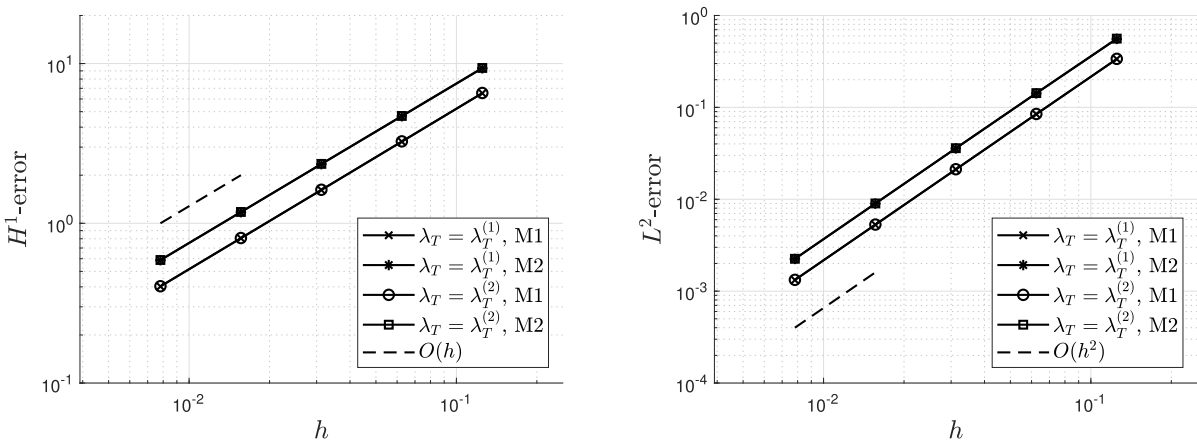 H^1-error
10^1
10^0
10^-1
10^-2
10^-1
h
λ_T = λ_T^(1), M1
λ_T = λ_T^(1), M2
λ_T = λ_T^(2), M1
λ_T = λ_T^(2), M2
O(h)
L^2-error
10^0
10^-1
10^-2
10^-3
10^-4
10^-2
10^-1
h
λ_T = λ_T^(1), M1
λ_T = λ_T^(1), M2
λ_T = λ_T^(2), M1
λ_T = λ_T^(2), M2
O(h^2)